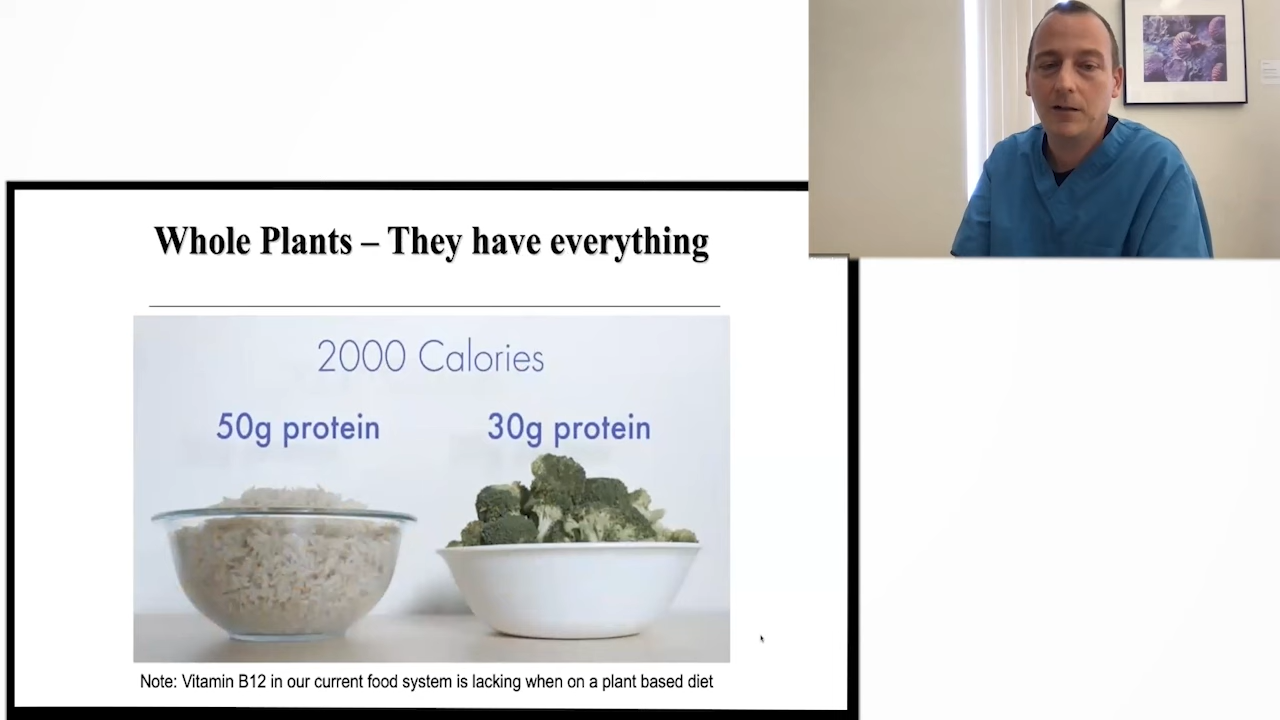 Whole Plants – They have everything
2000 Calories
50g protein 30g protein
Note: Vitamin B12 in our current food system is lacking when on a plant based diet